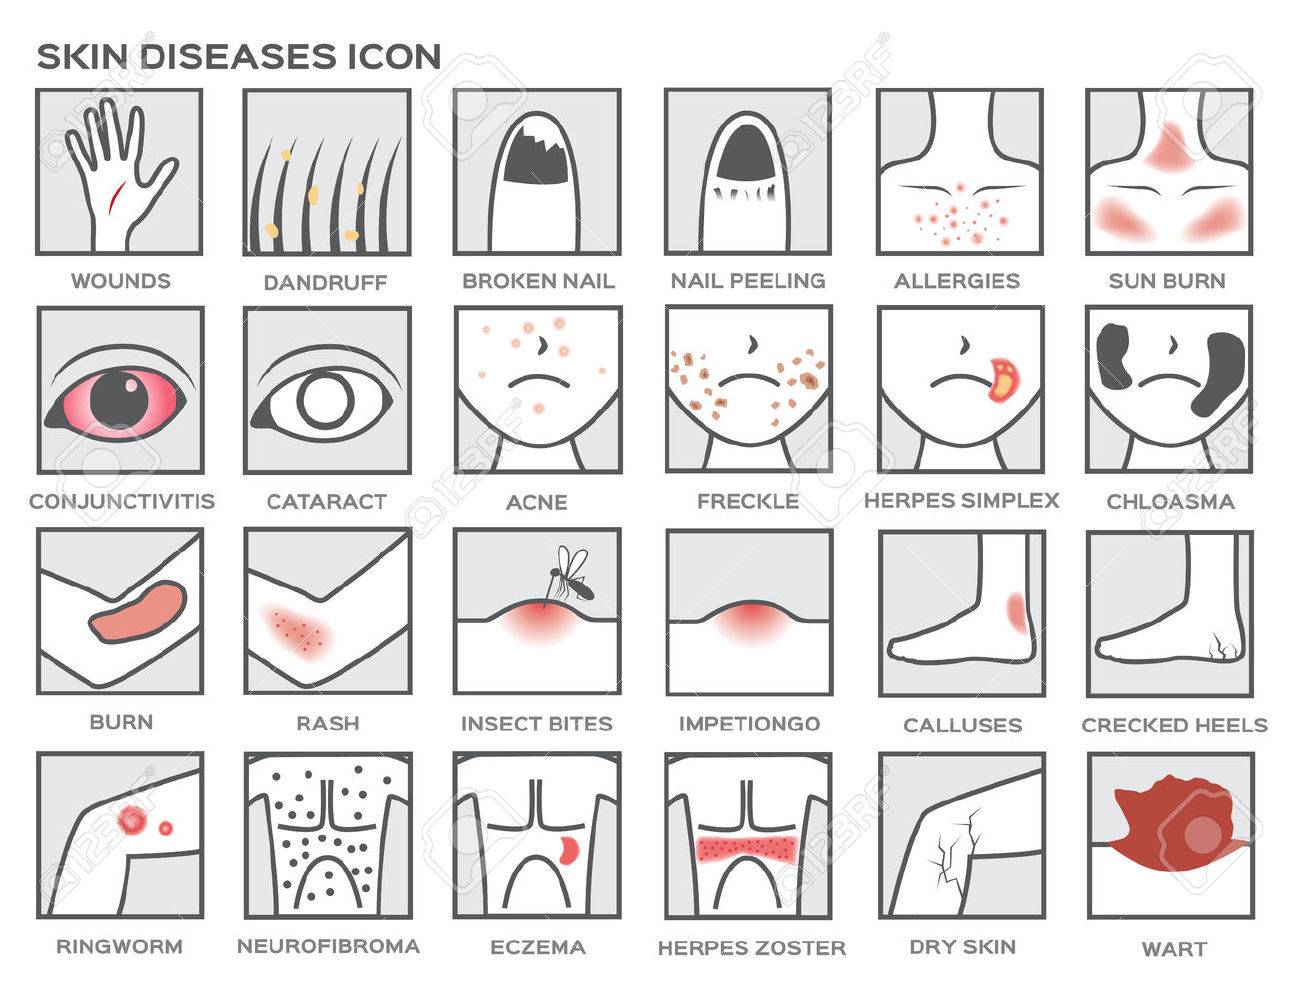 SKIN DISEASES ICON
WOUNDS DANDRUFF BROKEN NAIL NAIL PEELING ALLERGIES SUN BURN
CONJUNCTIVITIS CATARACT ACNE FRECKLE HERPES SIMPLEX CHLOASMA
BURN RASH INSECT BITES IMPETIONGO CALLUSES CRECKED HEELS
RINGWORM NEUROFIBROMA ECZEMA HERPES ZOSTER DRY SKIN WART
123RF